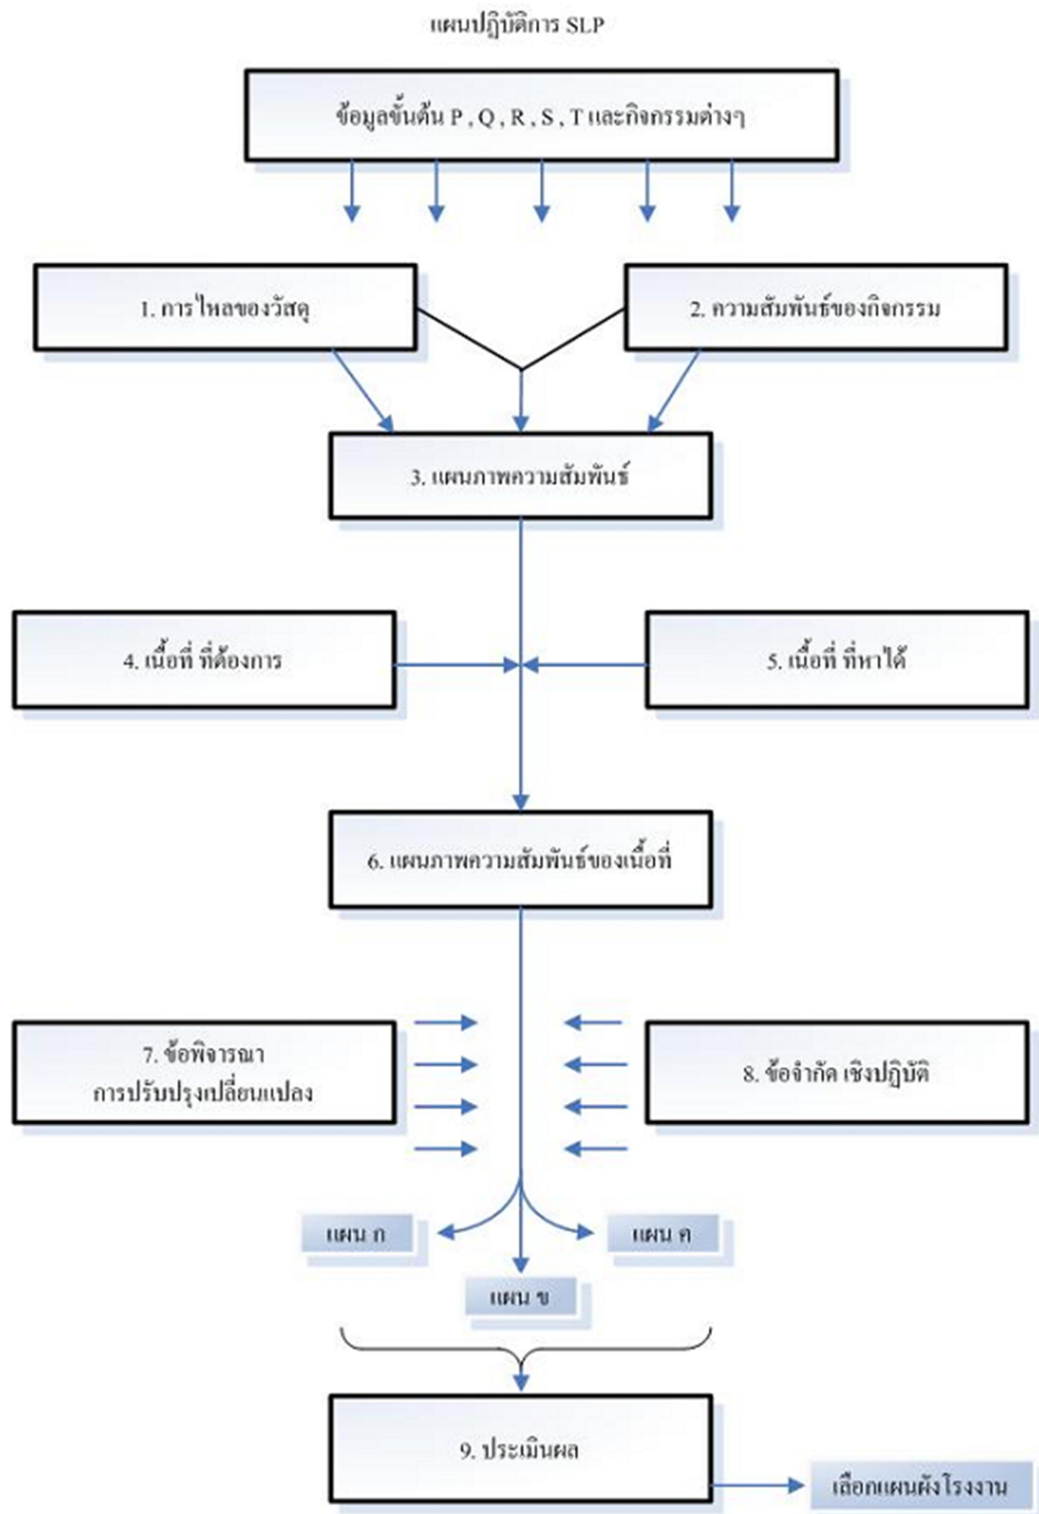 แผนปฏิบัติการ SLP
ข้อมูลขั้นต้น P , Q , R , S , T และกิจกรรมต่างๆ
1. การไหลของวัสดุ
2. ความสัมพันธ์ของกิจกรรม
3. แผนภาพความสัมพันธ์
4. เนื้อที่ ที่ต้องการ
5. เนื้อที่ ที่หาได้
6. แผนภาพความสัมพันธ์ของเนื้อที่
7. ข้อพิจารณา
การปรับปรุงเปลี่ยนแปลง
8. ข้อจำกัด เชิงปฏิบัติ
แผน ก
แผน ค
แผน ข
9. ประเมินผล
เลือกแผนผังโรงงาน